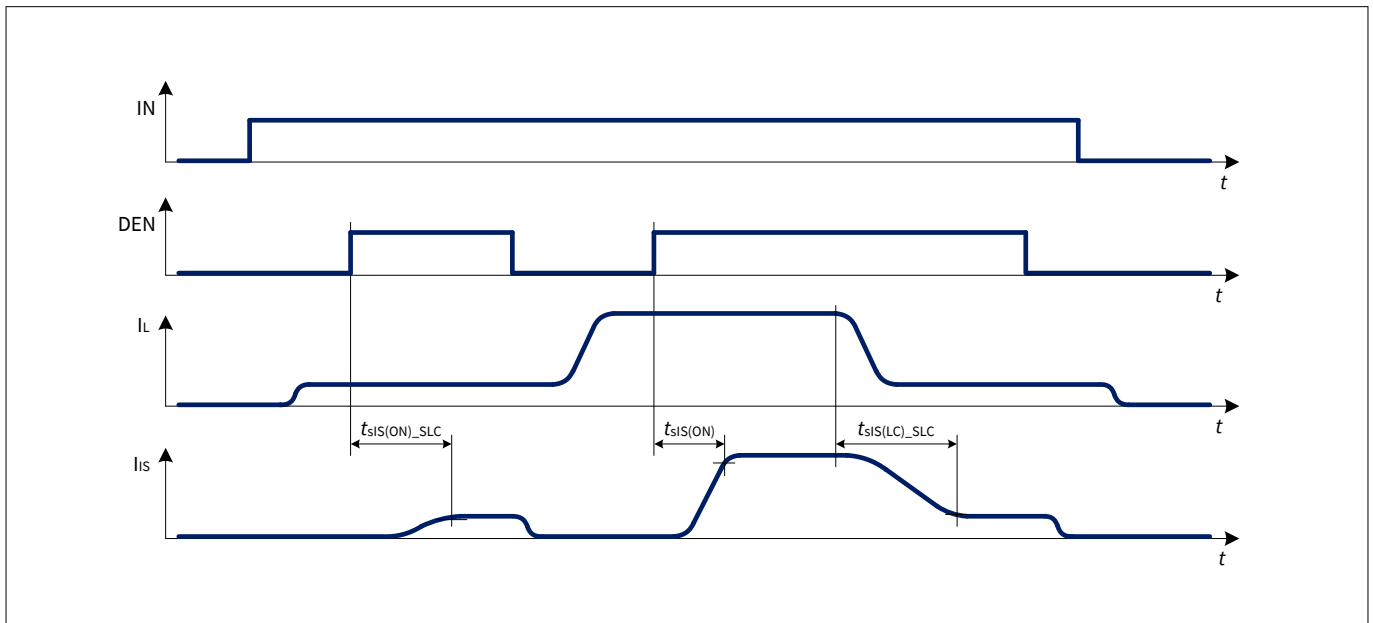 IN
t
DEN
t
IL
t
tsIS(ON)_SLC
tsIS(ON)
tsIS(LC)_SLC
IIS
t